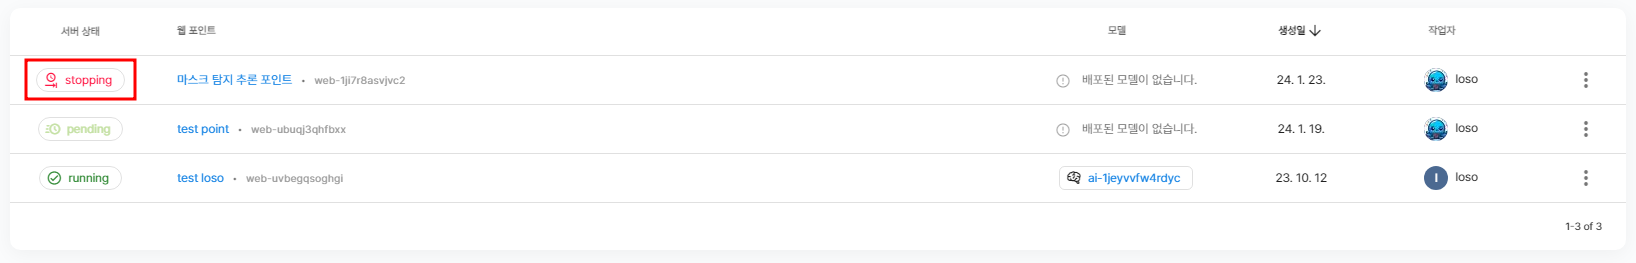 서버 상태 웹 포인트 모델 생성일 작업자
stopping 마스크 탐지 추론 포인트 • web-1ji7r8asvjvc2 배포된 모델이 없습니다. 24. 1. 23. loso
pending test point • web-ubuqj3qhfbxx 배포된 모델이 없습니다. 24. 1. 19. loso
running test loso • web-uvbegqsoghgi ai-1jeyvvfw4rdyc 23. 10. 12 l loso
1-3 of 3